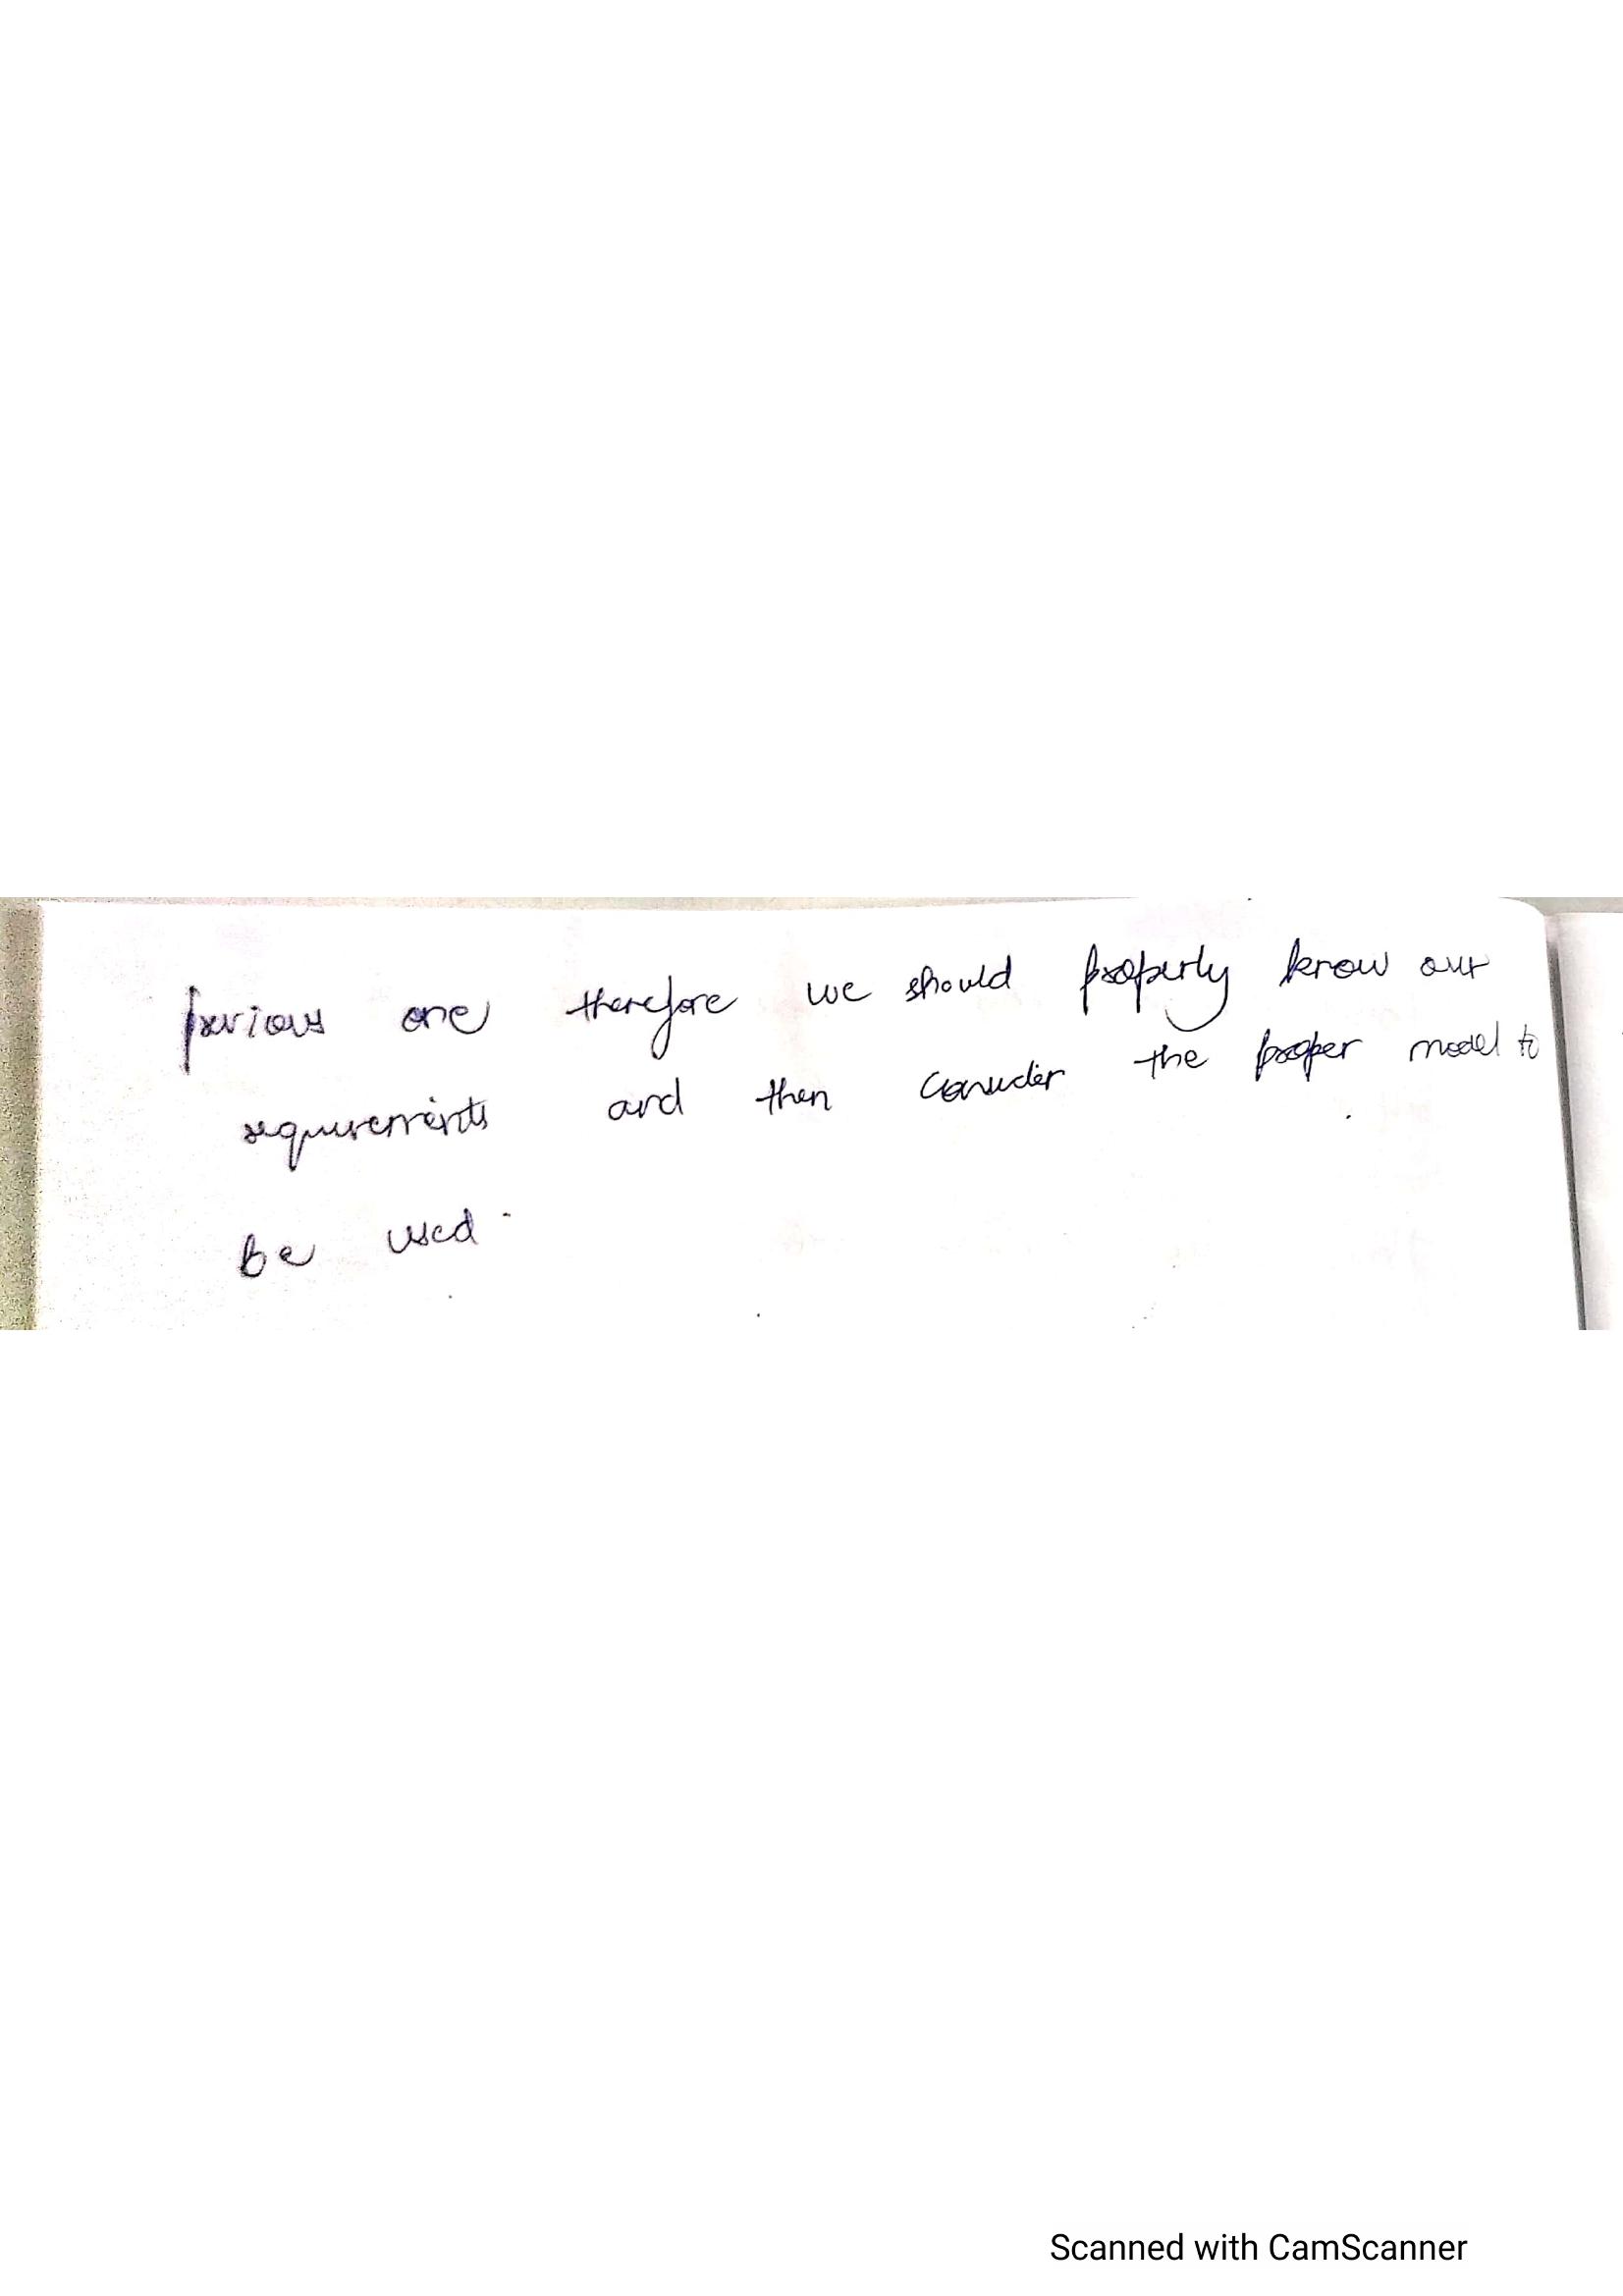 previous one therefore we should properly know our
requirements and then consider the proper model to
be used.
Scanned with CamScanner